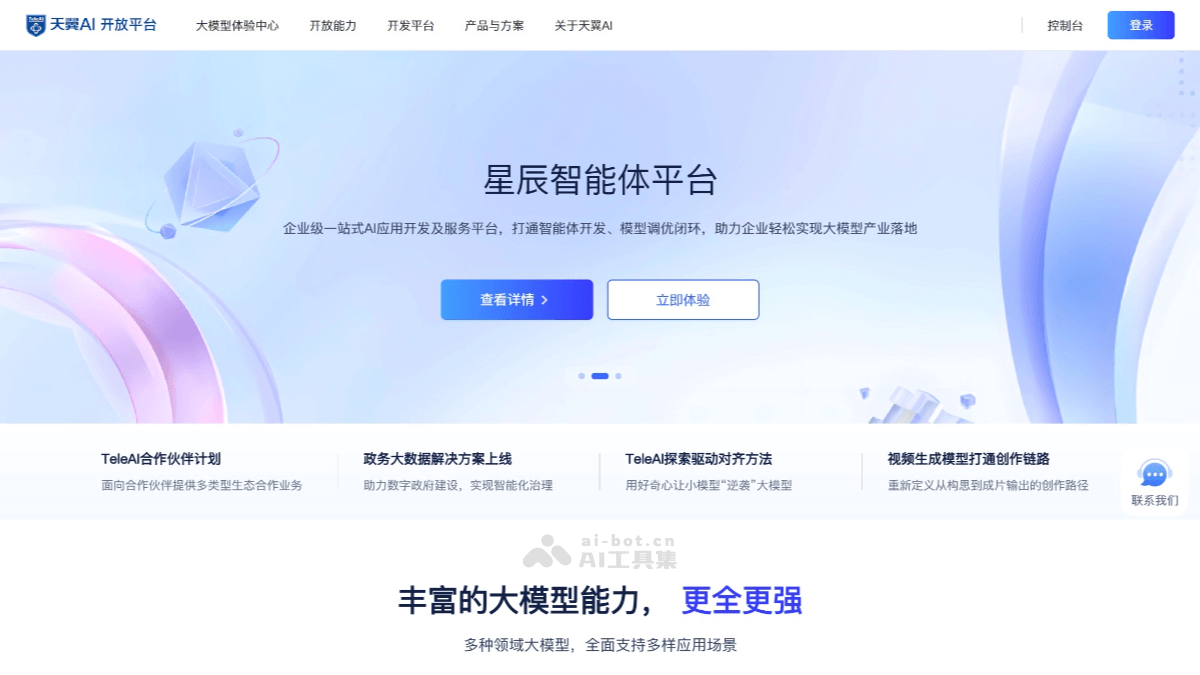 TeleAI 天翼AI 开放平台
大模型体验中心 开放能力 开发平台 产品与方案 关于天翼AI 控制台 登录
星辰智能体平台
企业级一站式AI应用开发及服务平台，打通智能体开发、模型调优闭环，助力企业轻松实现大模型产业落地
查看详情 立即体验
TeleAI合作伙伴计划
面向合作伙伴提供多类型生态合作业务
政务大数据解决方案上线
助力数字政府建设，实现智能化治理
TeleAI探索驱动对齐方法
用好奇心让小模型“逆袭”大模型
视频生成模型打通创作链路
重新定义从构思到成片输出的创作路径
联系我们
ai-bot.cn
AI工具集
丰富的大模型能力， 更全更强
多种领域大模型，全面支持多样应用场景